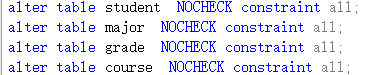 alter table student  NOCHECK constraint all;
alter table major  NOCHECK constraint all;
alter table grade  NOCHECK constraint all;
alter table course  NOCHECK constraint all;